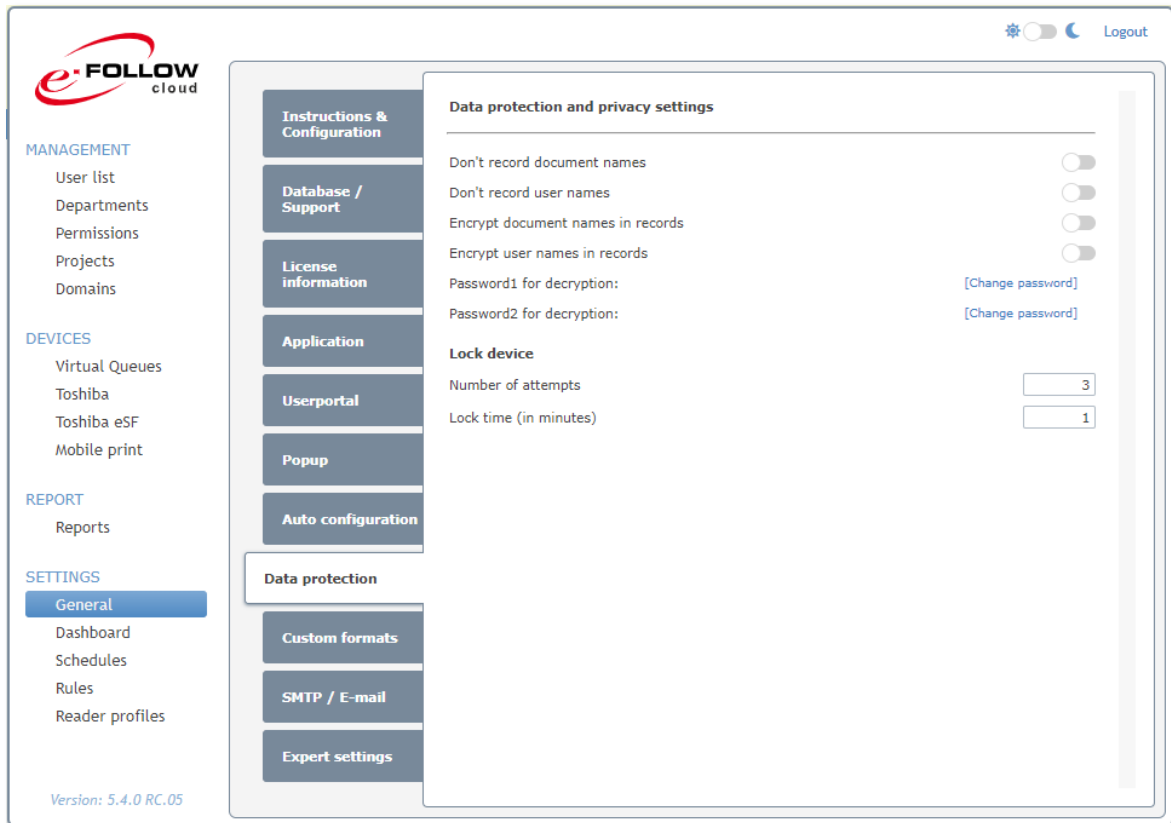 Logout
e-FOLLOW
cloud
MANAGEMENT
User list
Departments
Permissions
Projects
Domains
DEVICES
Virtual Queues
Toshiba
Toshiba eSF
Mobile print
REPORT
Reports
SETTINGS
General
Dashboard
Schedules
Rules
Reader profiles
Version: 5.4.0 RC.05
Instructions &
Configuration
Database /
Support
License
information
Application
Userportal
Popup
Auto configuration
Data protection
Custom formats
SMTP / E-mail
Expert settings
Data protection and privacy settings
Don't record document names
Don't record user names
Encrypt document names in records
Encrypt user names in records
Password1 for decryption: [Change password]
Password2 for decryption: [Change password]
Lock device
Number of attempts 3
Lock time (in minutes) 1